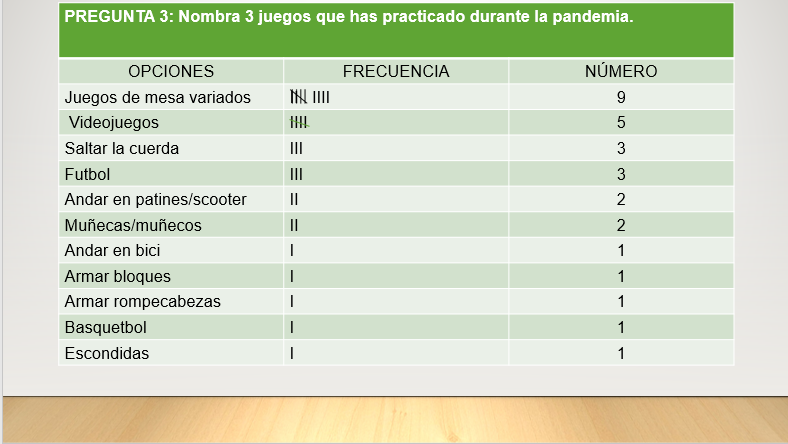 PREGUNTA 3: Nombra 3 juegos que has practicado durante la pandemia.
OPCIONES FRECUENCIA NÚMERO
Juegos de mesa variados IIII IIII 9
Videojuegos IIII 5
Saltar la cuerda III 3
Futbol III 3
Andar en patines/scooter II 2
Muñecas/muñecos II 2
Andar en bici I 1
Armar bloques I 1
Armar rompecabezas I 1
Basquetbol I 1
Escondidas I 1